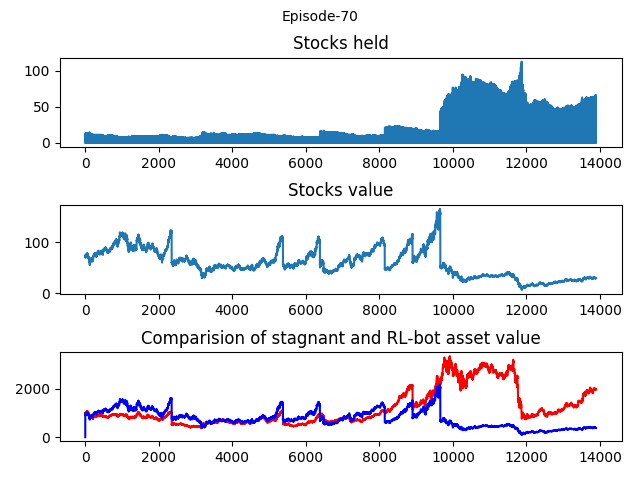 Episode-70
Stocks held
100
50
0
0 2000 4000 6000 8000 10000 12000 14000
Stocks value
100
0
0 2000 4000 6000 8000 10000 12000 14000
Comparision of stagnant and RL-bot asset value
2000
0
0 2000 4000 6000 8000 10000 12000 14000